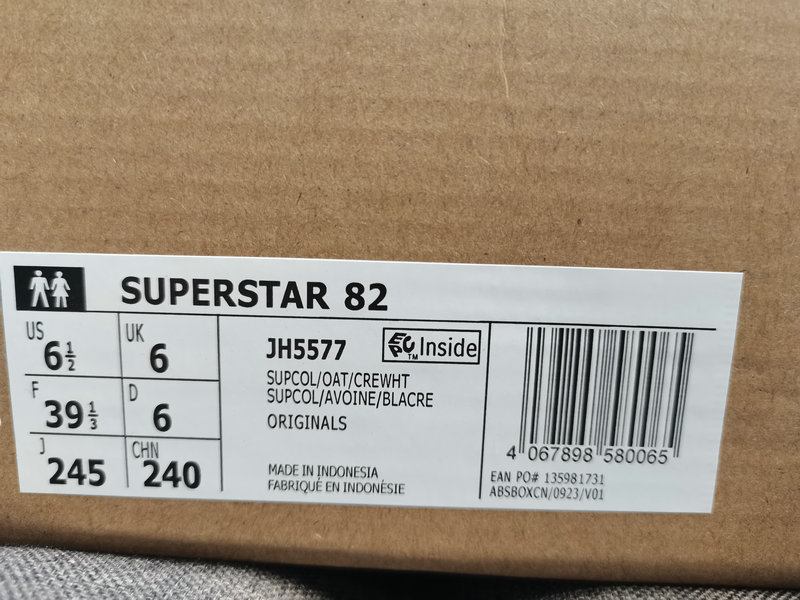 SUPERSTAR 82
US 6½
UK 6
F 39⅓
D 6
J 245
CHN 240
JH5577
EPC™ Inside
SUPCOL/OAT/CREWHT
SUPCOL/AVOINE/BLACRE
ORIGINALS
MADE IN INDONESIA
FABRIQUÉ EN INDONÉSIE
4 067898 580065
EAN PO# 135981731
ABSBOXCN/0923/V01